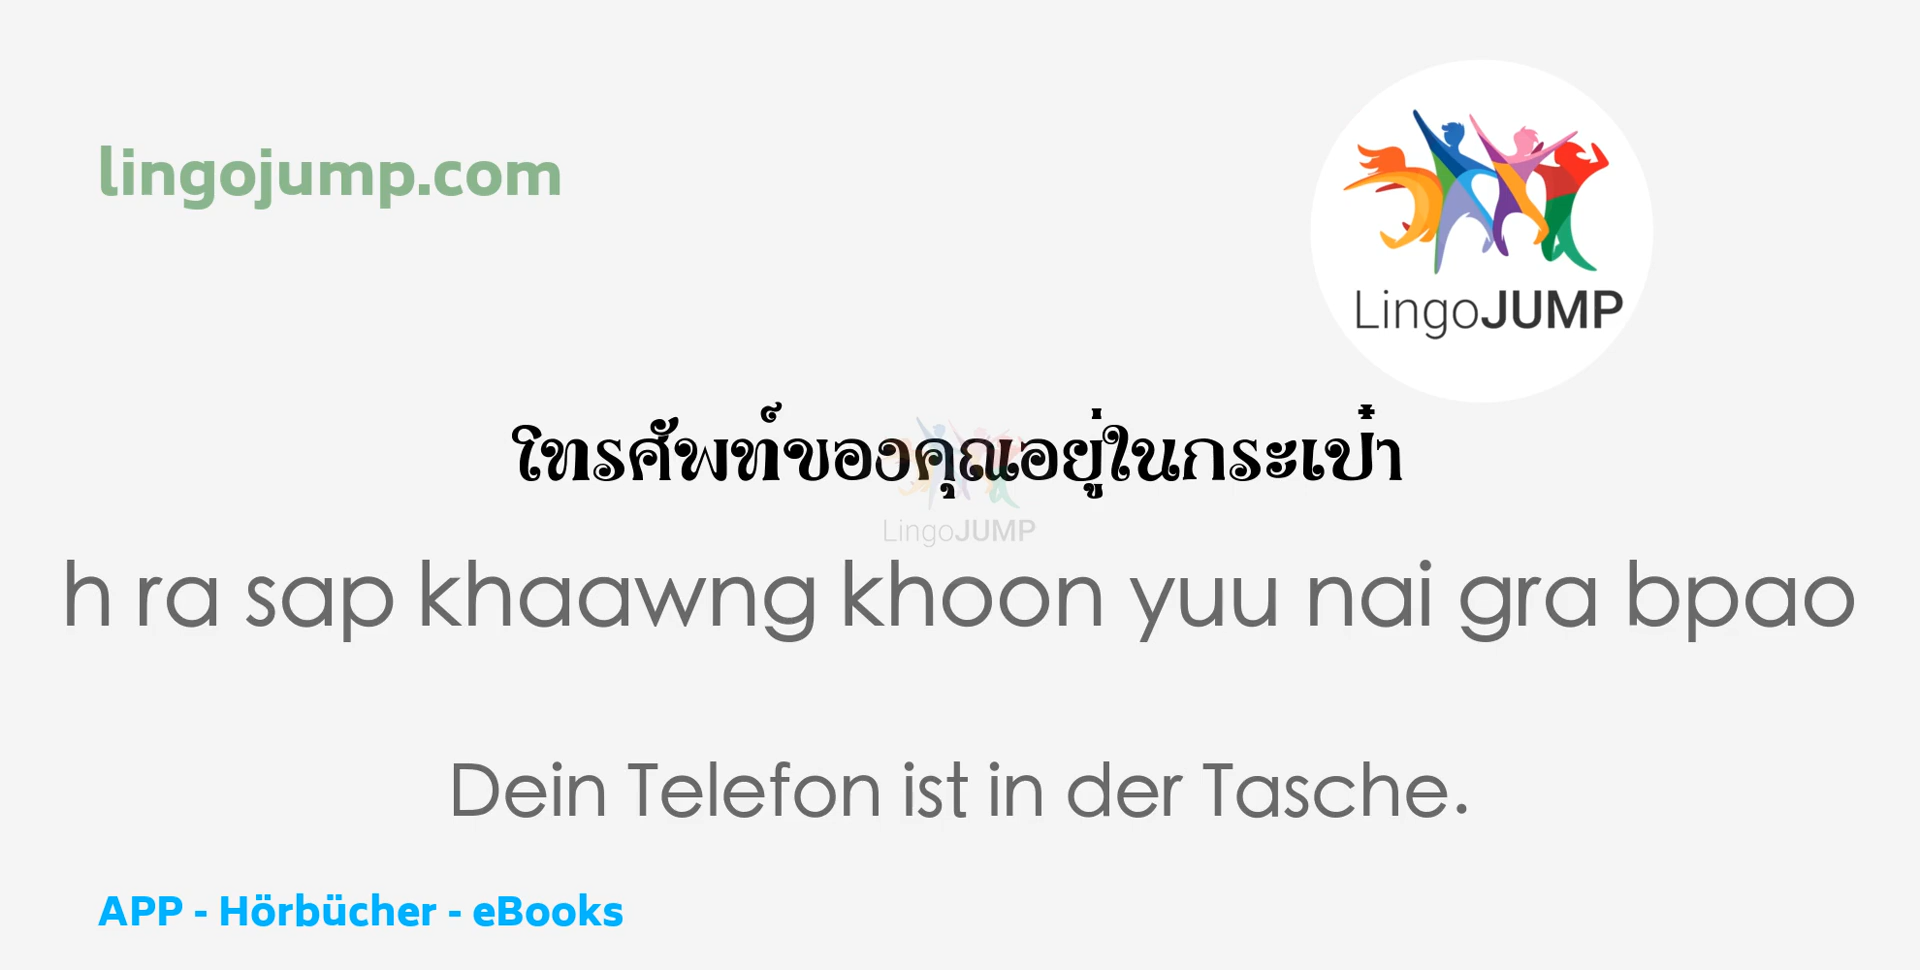 lingojump.com
LingoJUMP
โทรศัพท์ของคุณอยู่ในกระเป๋า
LingoJUMP
h ra sap khaawng khoon yuu nai gra bpao
Dein Telefon ist in der Tasche.
APP - Hörbücher - eBooks